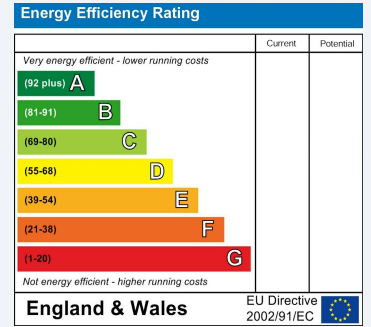 Energy Efficiency Rating
Current Potential
Very energy efficient - lower running costs
(92 plus) A
(81-91) B
(69-80) C
(55-68) D
(39-54) E
(21-38) F
(1-20) G
Not energy efficient - higher running costs
England & Wales
EU Directive
2002/91/EC